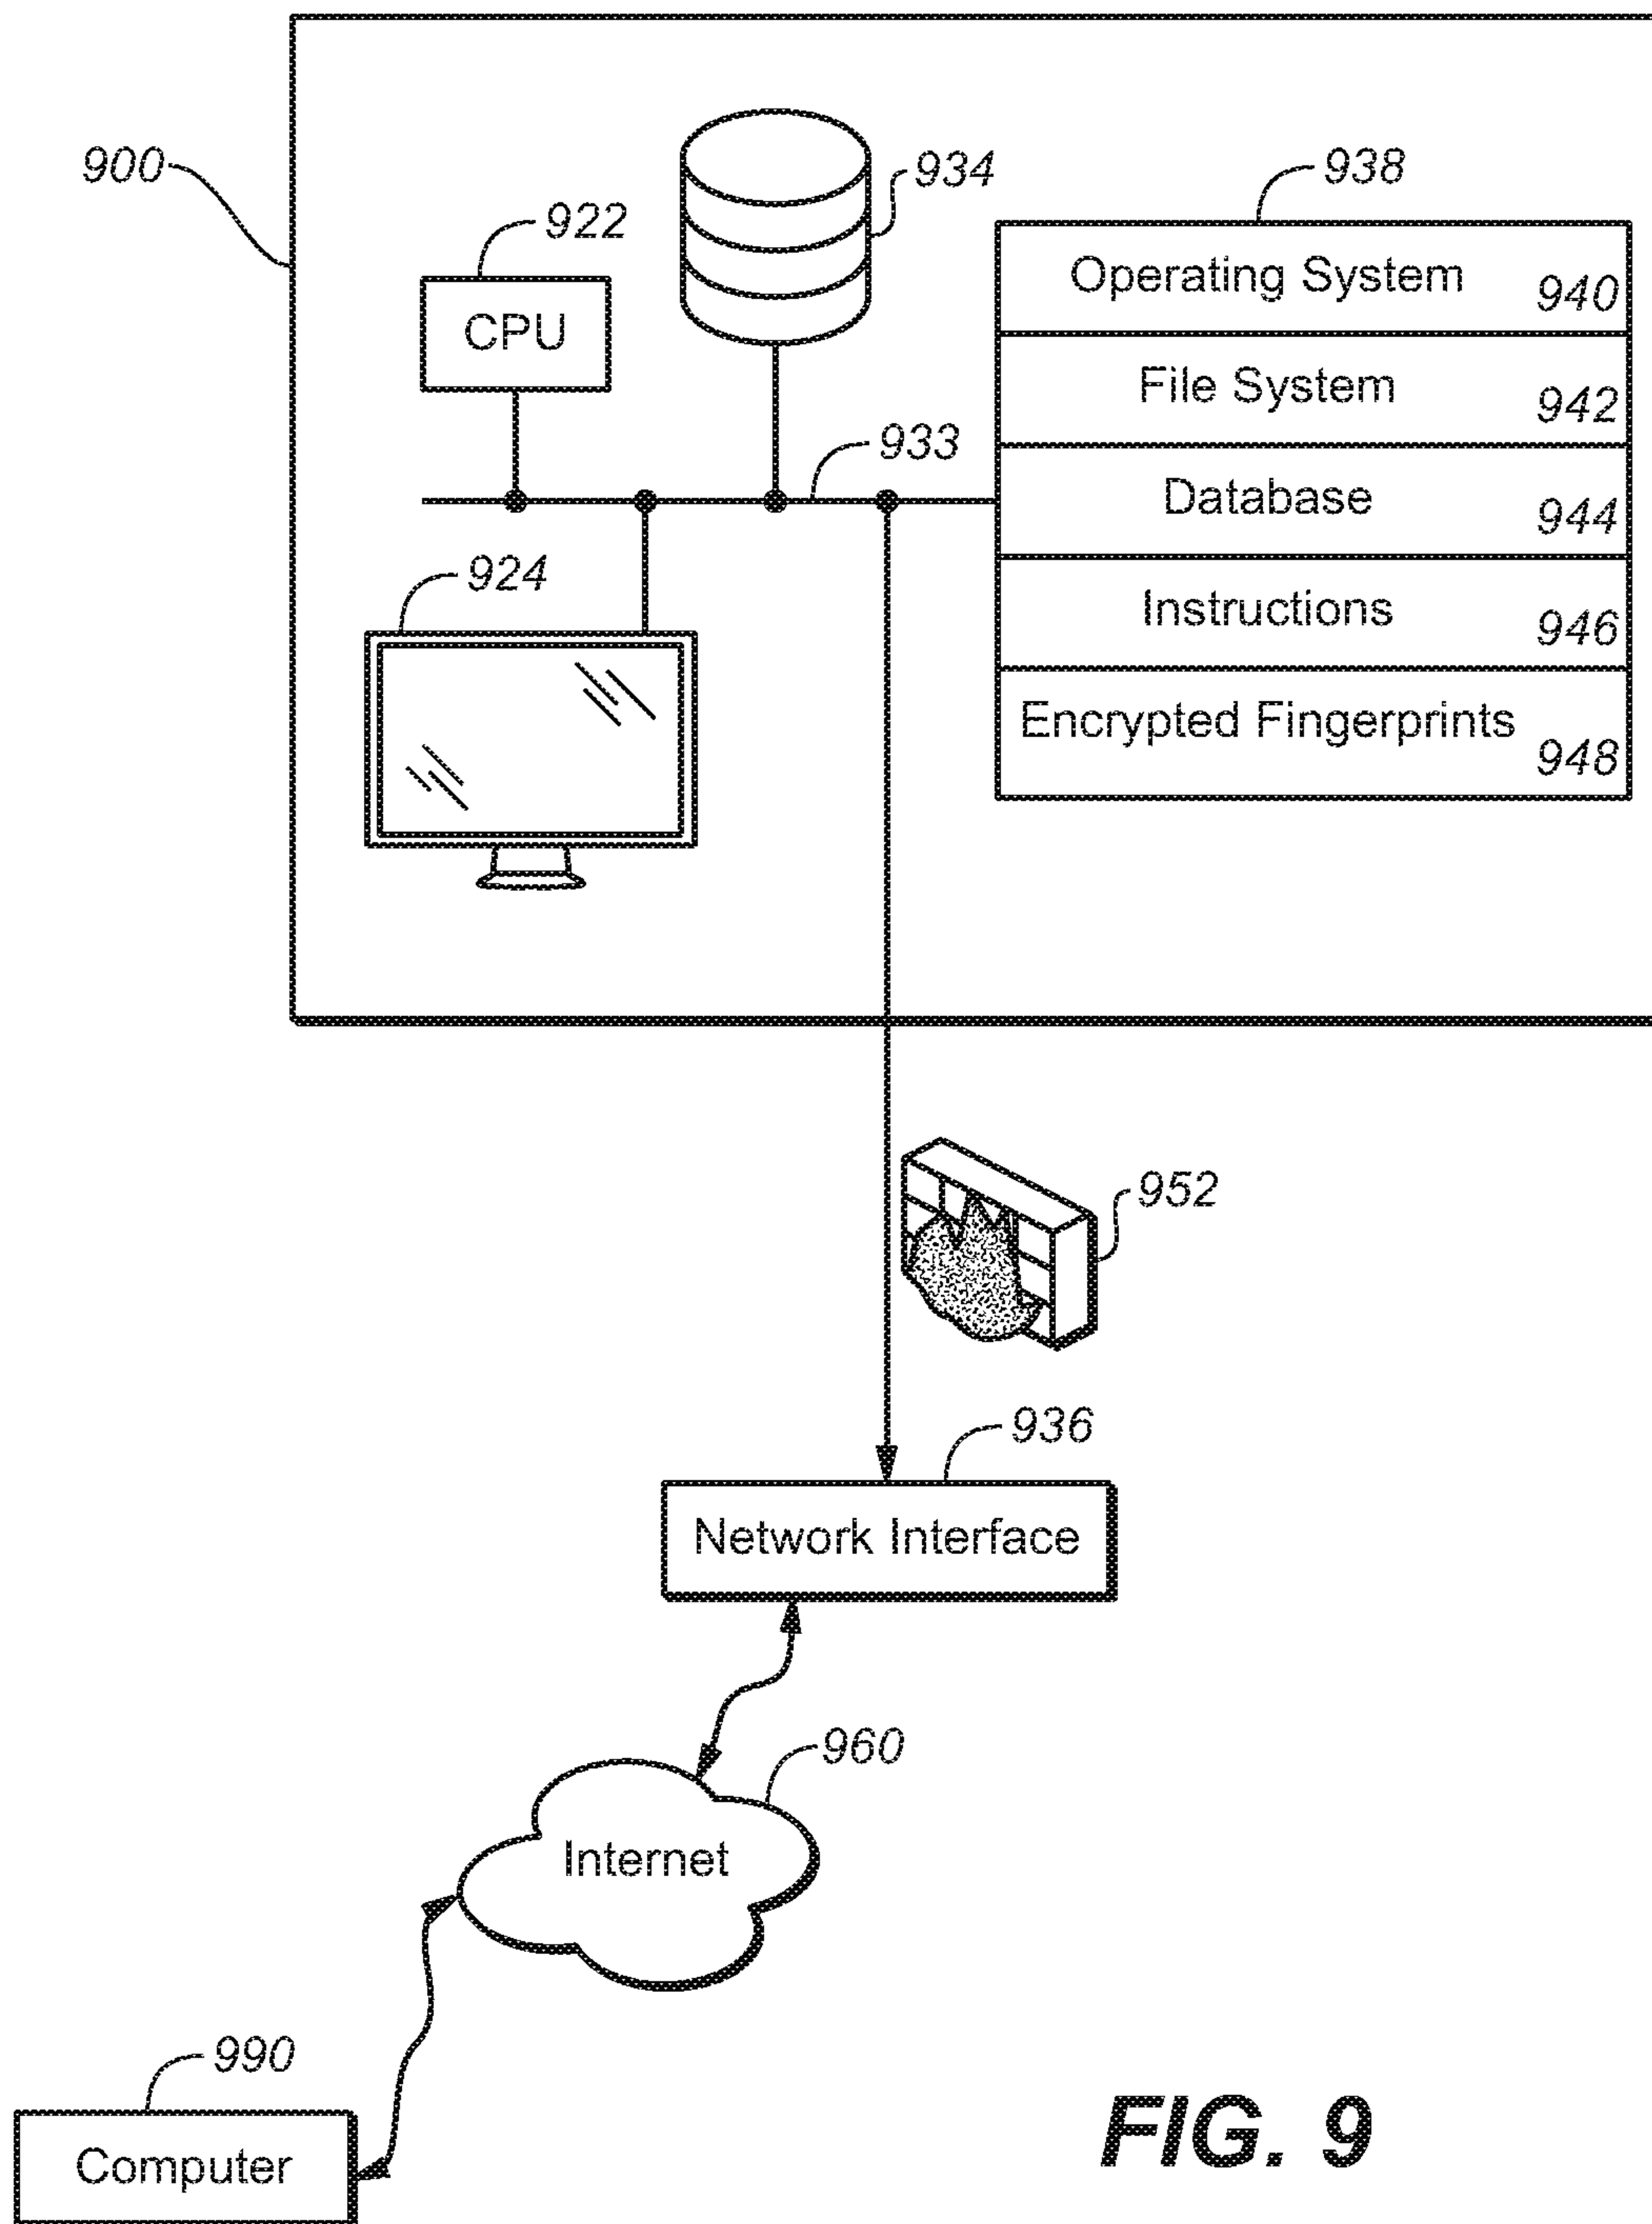 900
934
938
922
CPU
Operating System 940
File System 942
933
Database 944
924
Instructions 946
Encrypted Fingerprints 948
952
936
Network Interface
960
Internet
990
Computer
FIG. 9